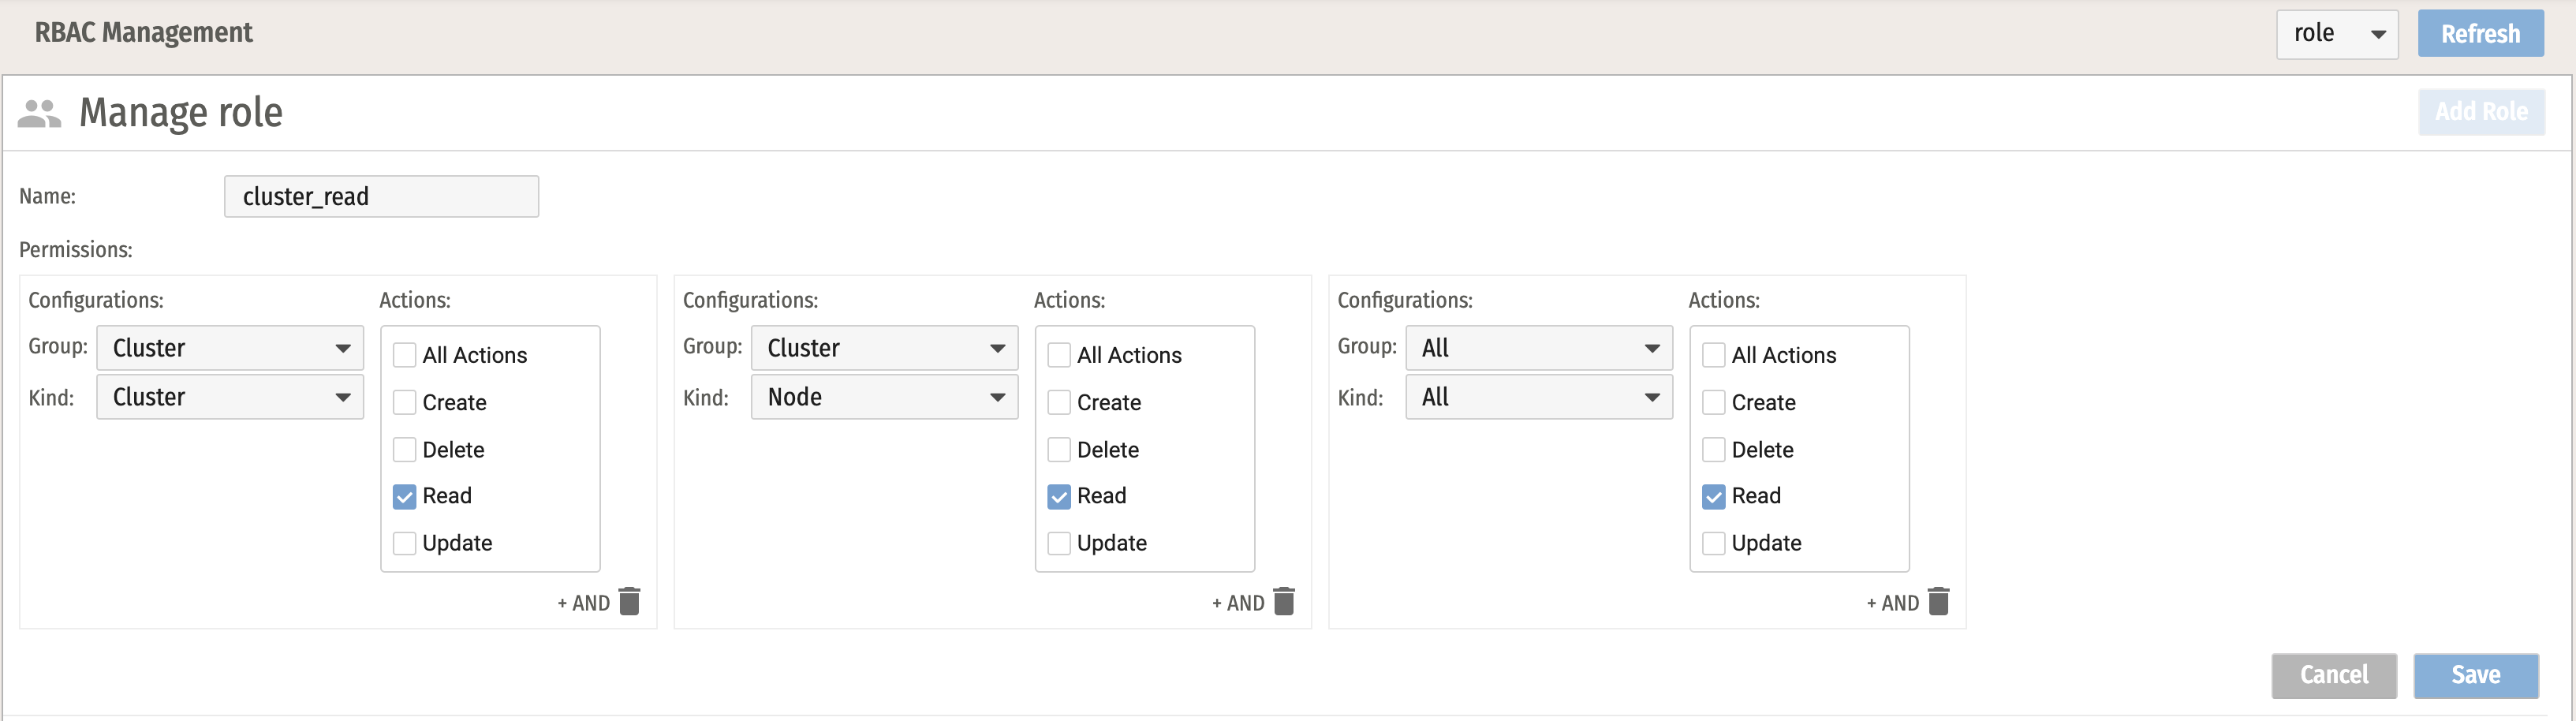 RBAC Management
role
Refresh
Manage role
Add Role
Name:
cluster_read
Permissions:
Configurations:
Actions:
Group:
Cluster
Kind:
Cluster
All Actions
Create
Delete
Read
Update
+ AND
Configurations:
Actions:
Group:
Cluster
Kind:
Node
All Actions
Create
Delete
Read
Update
+ AND
Configurations:
Actions:
Group:
All
Kind:
All
All Actions
Create
Delete
Read
Update
+ AND
Cancel
Save